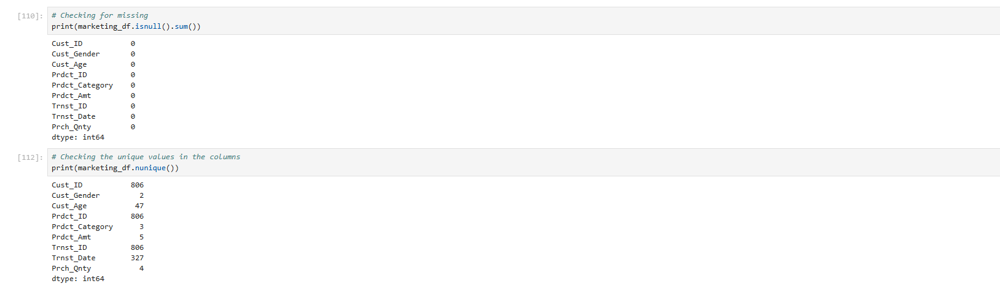 [110]: # Checking for missing
print(marketing_df.isnull().sum())
Cust_ID 0
Cust_Gender 0
Cust_Age 0
Prdct_ID 0
Prdct_Category 0
Prdct_Amt 0
Trnst_ID 0
Trnst_Date 0
Prch_Qnty 0
dtype: int64
[112]: # Checking the unique values in the columns
print(marketing_df.nunique())
Cust_ID 806
Cust_Gender 2
Cust_Age 47
Prdct_ID 806
Prdct_Category 3
Prdct_Amt 5
Trnst_ID 806
Trnst_Date 327
Prch_Qnty 4
dtype: int64